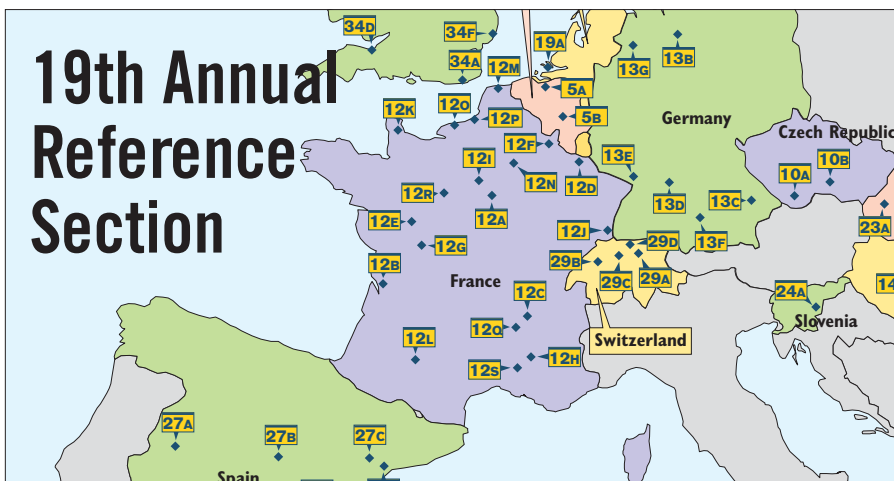 19th Annual
Reference
Section
34D
34F
19A
34A
12M
13G
13B
5A
12K
12O
12P
5B
Germany
Czech Republic
12F
12I
13E
10B
12N
12D
10A
12R
13D
13C
12A
23A
12E
12J
29D
13F
12G
29B
12B
29C
29A
France
14
12C
24A
12Q
Slovenia
12L
Switzerland
12H
12S
27A
27B
27C
Spain